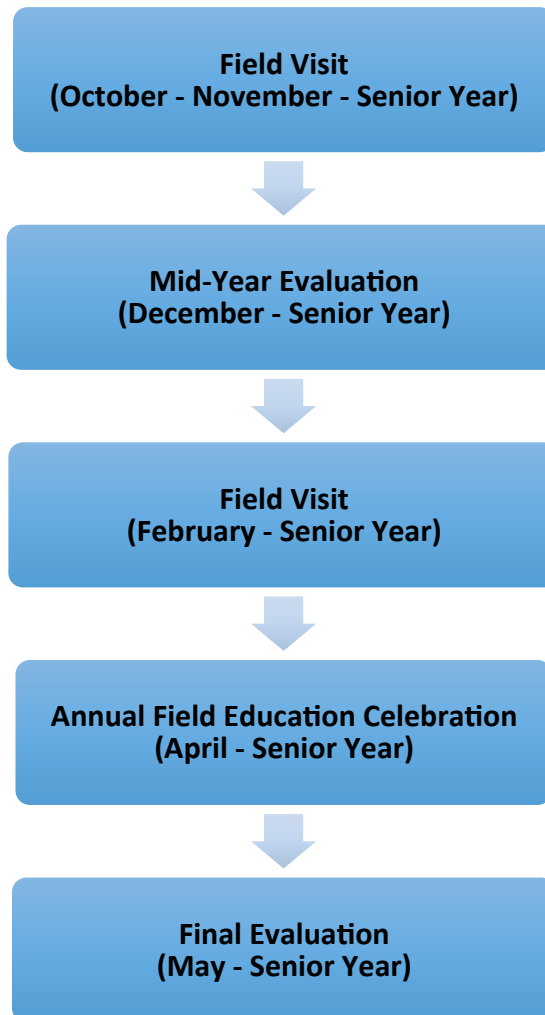 Field Visit
(October - November - Senior Year)
Mid-Year Evaluation
(December - Senior Year)
Field Visit
(February - Senior Year)
Annual Field Education Celebration
(April - Senior Year)
Final Evaluation
(May - Senior Year)